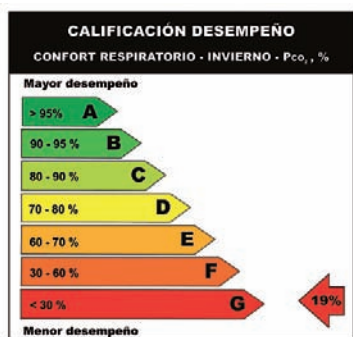 CALIFICACIÓN DESEMPEÑO
CONFORT RESPIRATORIO - INVIERNO - Pco₂, %
Mayor desempeño
> 95% A
90 - 95 % B
80 - 90 % C
70 - 80 % D
60 - 70 % E
30 - 60 % F
< 30 % G 19%
Menor desempeño